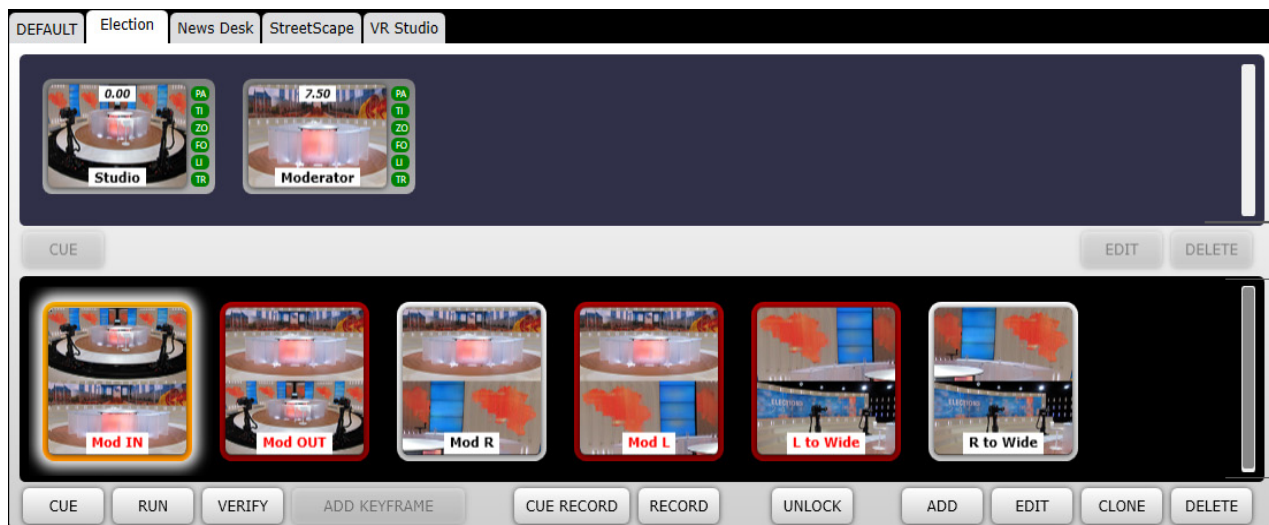 DEFAULT Election News Desk StreetScape VR Studio
0.00 PA 7.50 PA
TI TI
ZO ZO
FO FO
LI LI
Studio TR Moderator TR
CUE EDIT DELETE
ELECTIONS
Mod IN Mod OUT Mod R Mod L L to Wide R to Wide
CUE RUN VERIFY ADD KEYFRAME CUE RECORD RECORD UNLOCK ADD EDIT CLONE DELETE